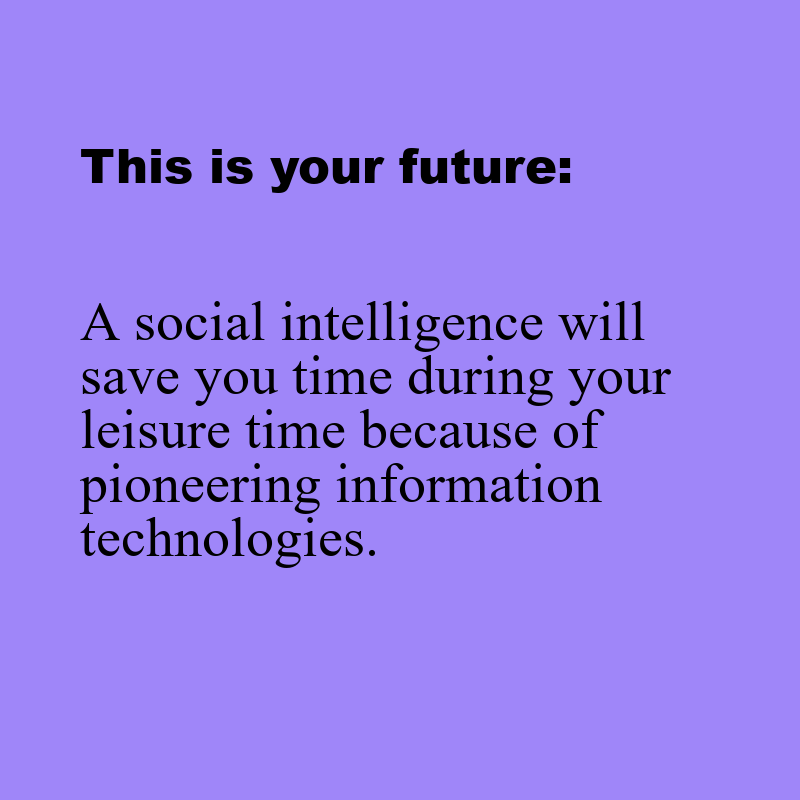 This is your future:
A social intelligence will
save you time during your
leisure time because of
pioneering information
technologies.